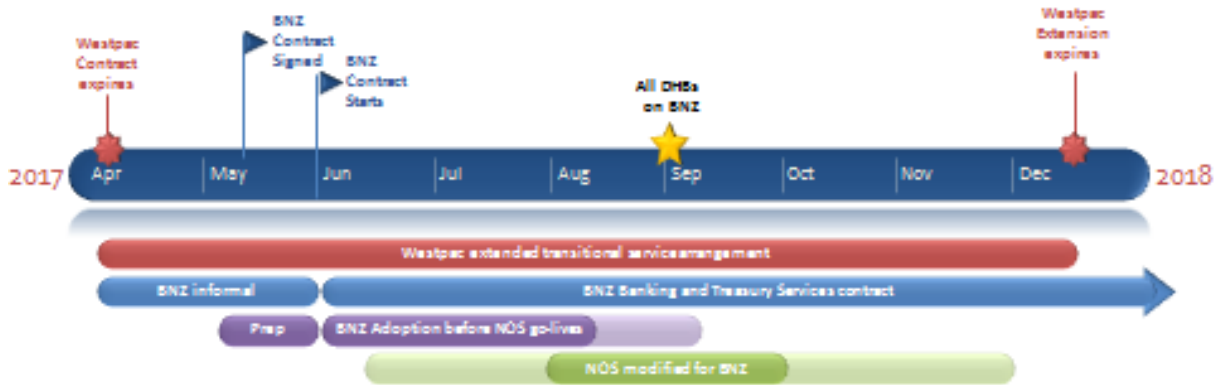 Westpac
Contract
expires
BNZ
Contract
Signed
BNZ
Contract
Starts
All DHBs
on BNZ
Westpac
Extension
expires
2017
Apr
May
Jun
Jul
Aug
Sep
Oct
Nov
Dec
2018
Westpac extended transitional servicearrangement
BNZ informal
BNZ Banking and Treasury Services contract
Prep
BNZ Adoption before NOS go-lives
NOS modified for BNZ